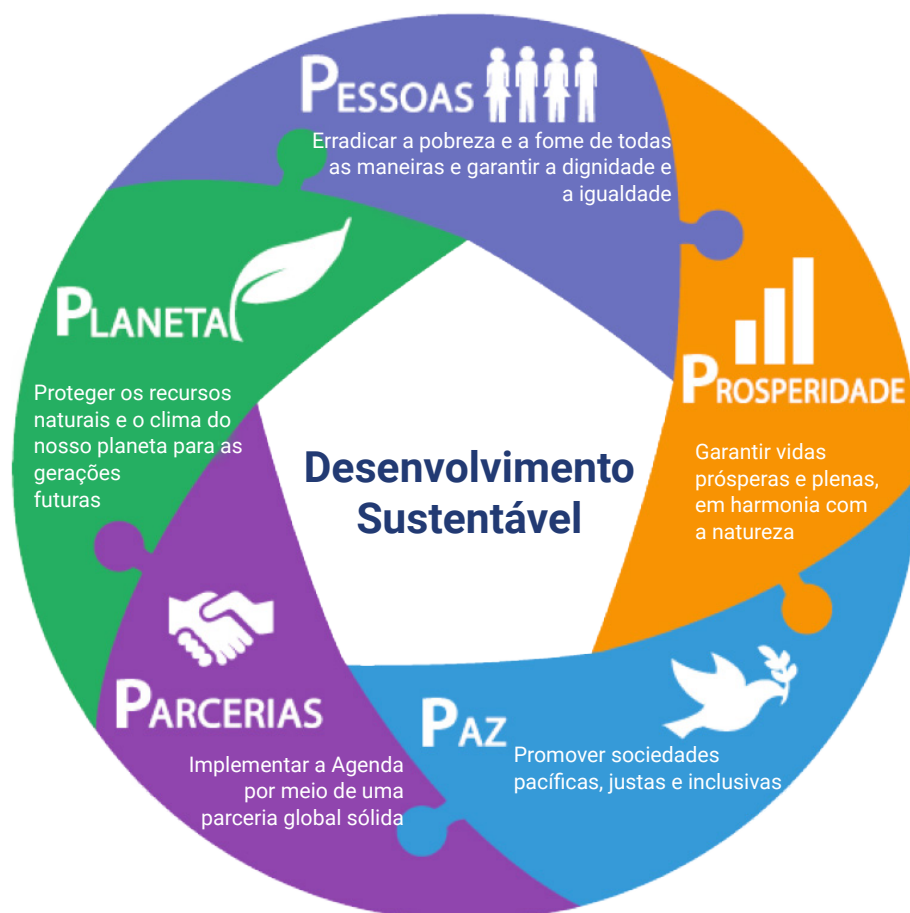 PESSOAS
Erradicar a pobreza e a fome de todas
as maneiras e garantir a dignidade e
a igualdade
PLANETA
Proteger os recursos
naturais e o clima do
nosso planeta para as
gerações
futuras
PROSPERIDADE
Garantir vidas
prósperas e plenas,
em harmonia com
a natureza
Desenvolvimento
Sustentável
PARCERIAS
Implementar a Agenda
por meio de uma
parceria global sólida
PAZ
Promover sociedades
pacíficas, justas e inclusivas